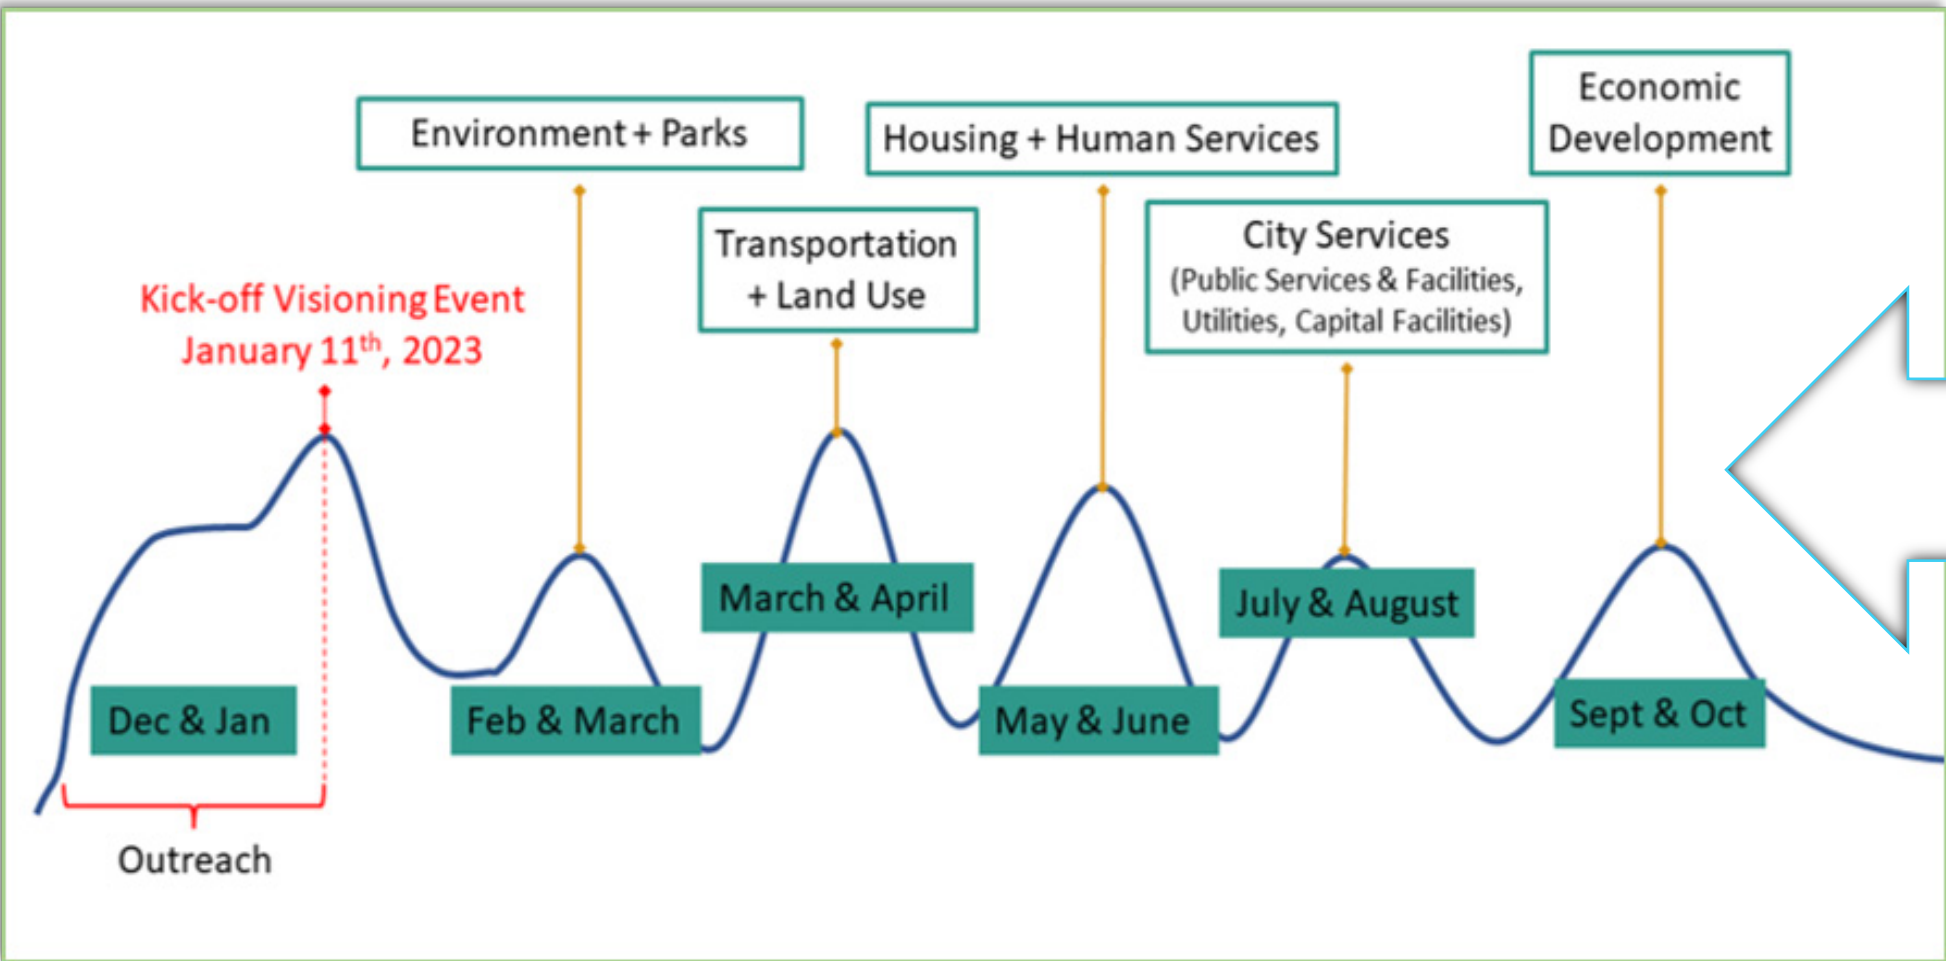 Economic
Development
Environment + Parks
Housing + Human Services
Transportation
+ Land Use
City Services
(Public Services & Facilities,
Utilities, Capital Facilities)
Kick-off Visioning Event
January 11th, 2023
March & April
July & August
Dec & Jan
Feb & March
May & June
Sept & Oct
Outreach